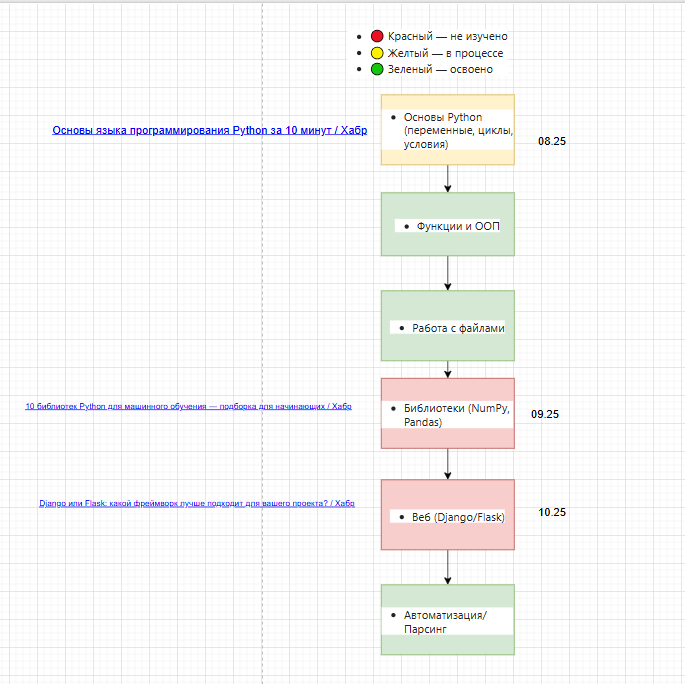 Красный — не изучено
Желтый — в процессе
Зеленый — освоено
Основы языка программирования Python за 10 минут / Хабр
Основы Python
(переменные, циклы,
условия)
08.25
Функции и ООП
Работа с файлами
10 библиотек Python для машинного обучения — подборка для начинающих / Хабр
Библиотеки (NumPy,
Pandas)
09.25
Django или Flask: какой фреймворк лучше подходит для вашего проекта? / Хабр
Веб (Django/Flask)
10.25
Автоматизация/
Парсинг